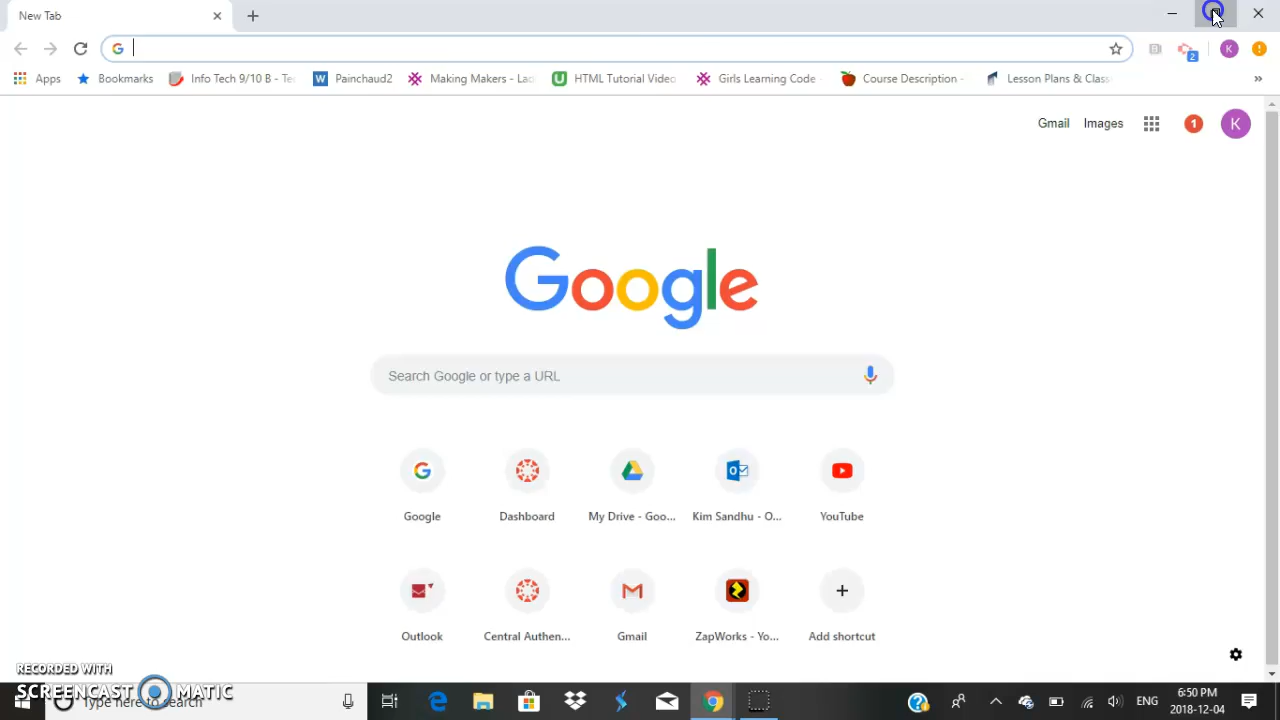 New Tab
Apps Bookmarks Info Tech 9/10 B - Te Painchaud2 Making Makers - Lad HTML Tutorial Video Girls Learning Code - Course Description - Lesson Plans & Class
Gmail Images 1 K
Google
Search Google or type a URL
Google Dashboard My Drive - Goo... Kim Sandhu - O... YouTube
Outlook Central Authen... Gmail ZapWorks - Yo... Add shortcut
RECORDED WITH
SCREENCAST MATIC
Type here to search
ENG
6:50 PM
2018-12-04